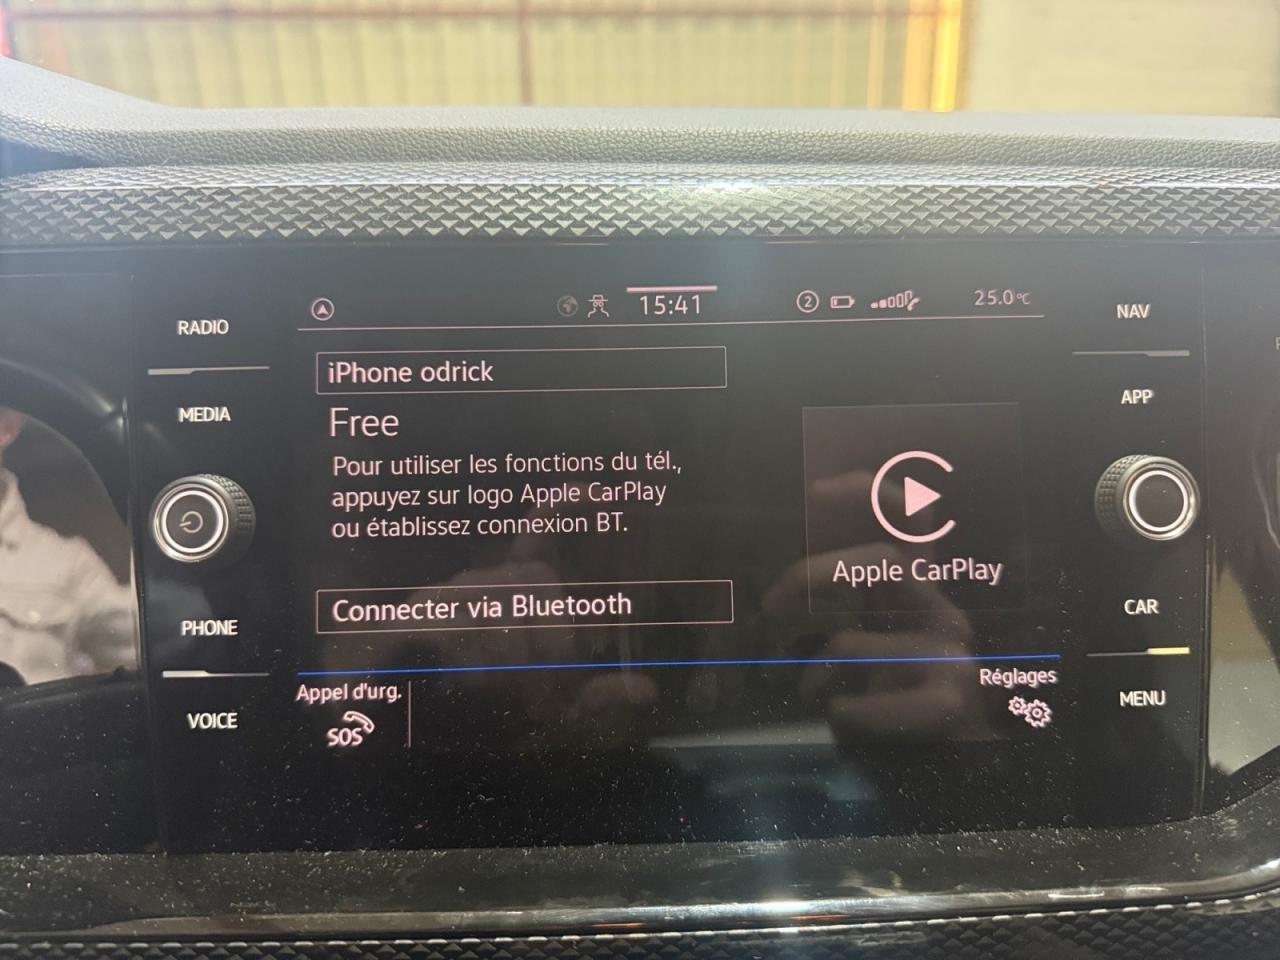 RADIO
MEDIA
PHONE
VOICE
15:41
2
25.0°C
iPhone odrick
Free
Pour utiliser les fonctions du tél.,
appuyez sur logo Apple CarPlay
ou établissez connexion BT.
Connecter via Bluetooth
Apple CarPlay
Appel d'urg.
SOS
Réglages
NAV
APP
CAR
MENU